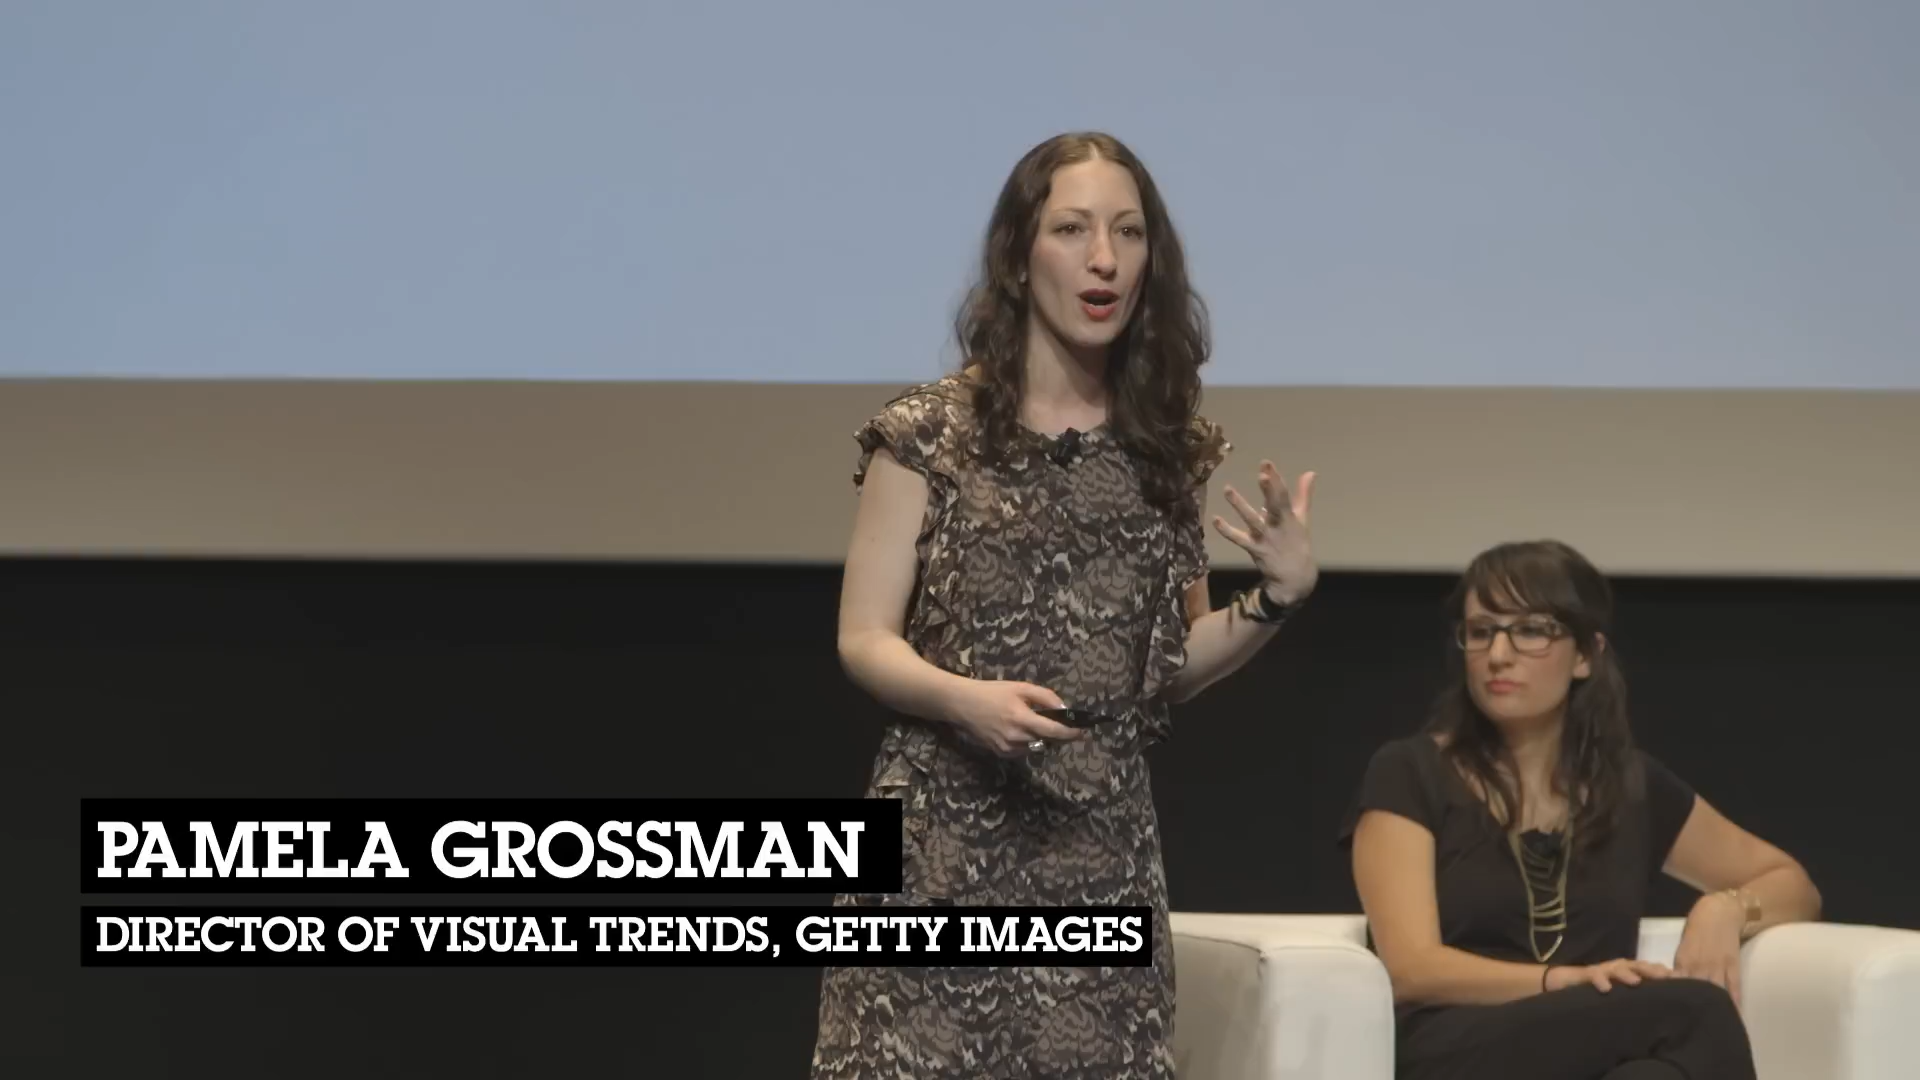 PAMELA GROSSMAN
DIRECTOR OF VISUAL TRENDS, GETTY IMAGES